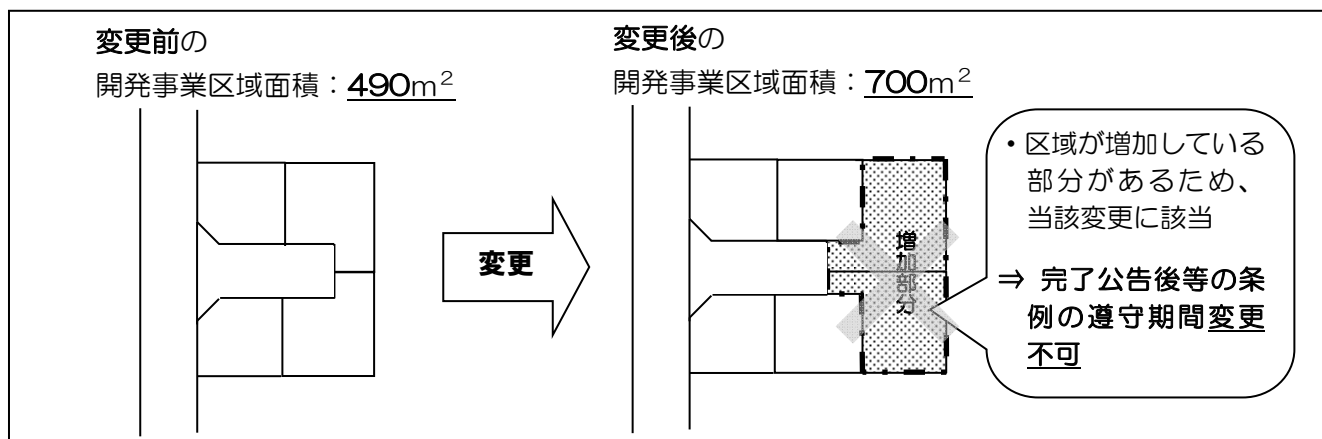 変更前の
開発事業区域面積：490m²
変更後の
開発事業区域面積：700m²
変更
増加部分
・区域が増加している
部分があるため、
当該変更に該当
⇒ 完了公告後等の条
例の遵守期間変更
不可